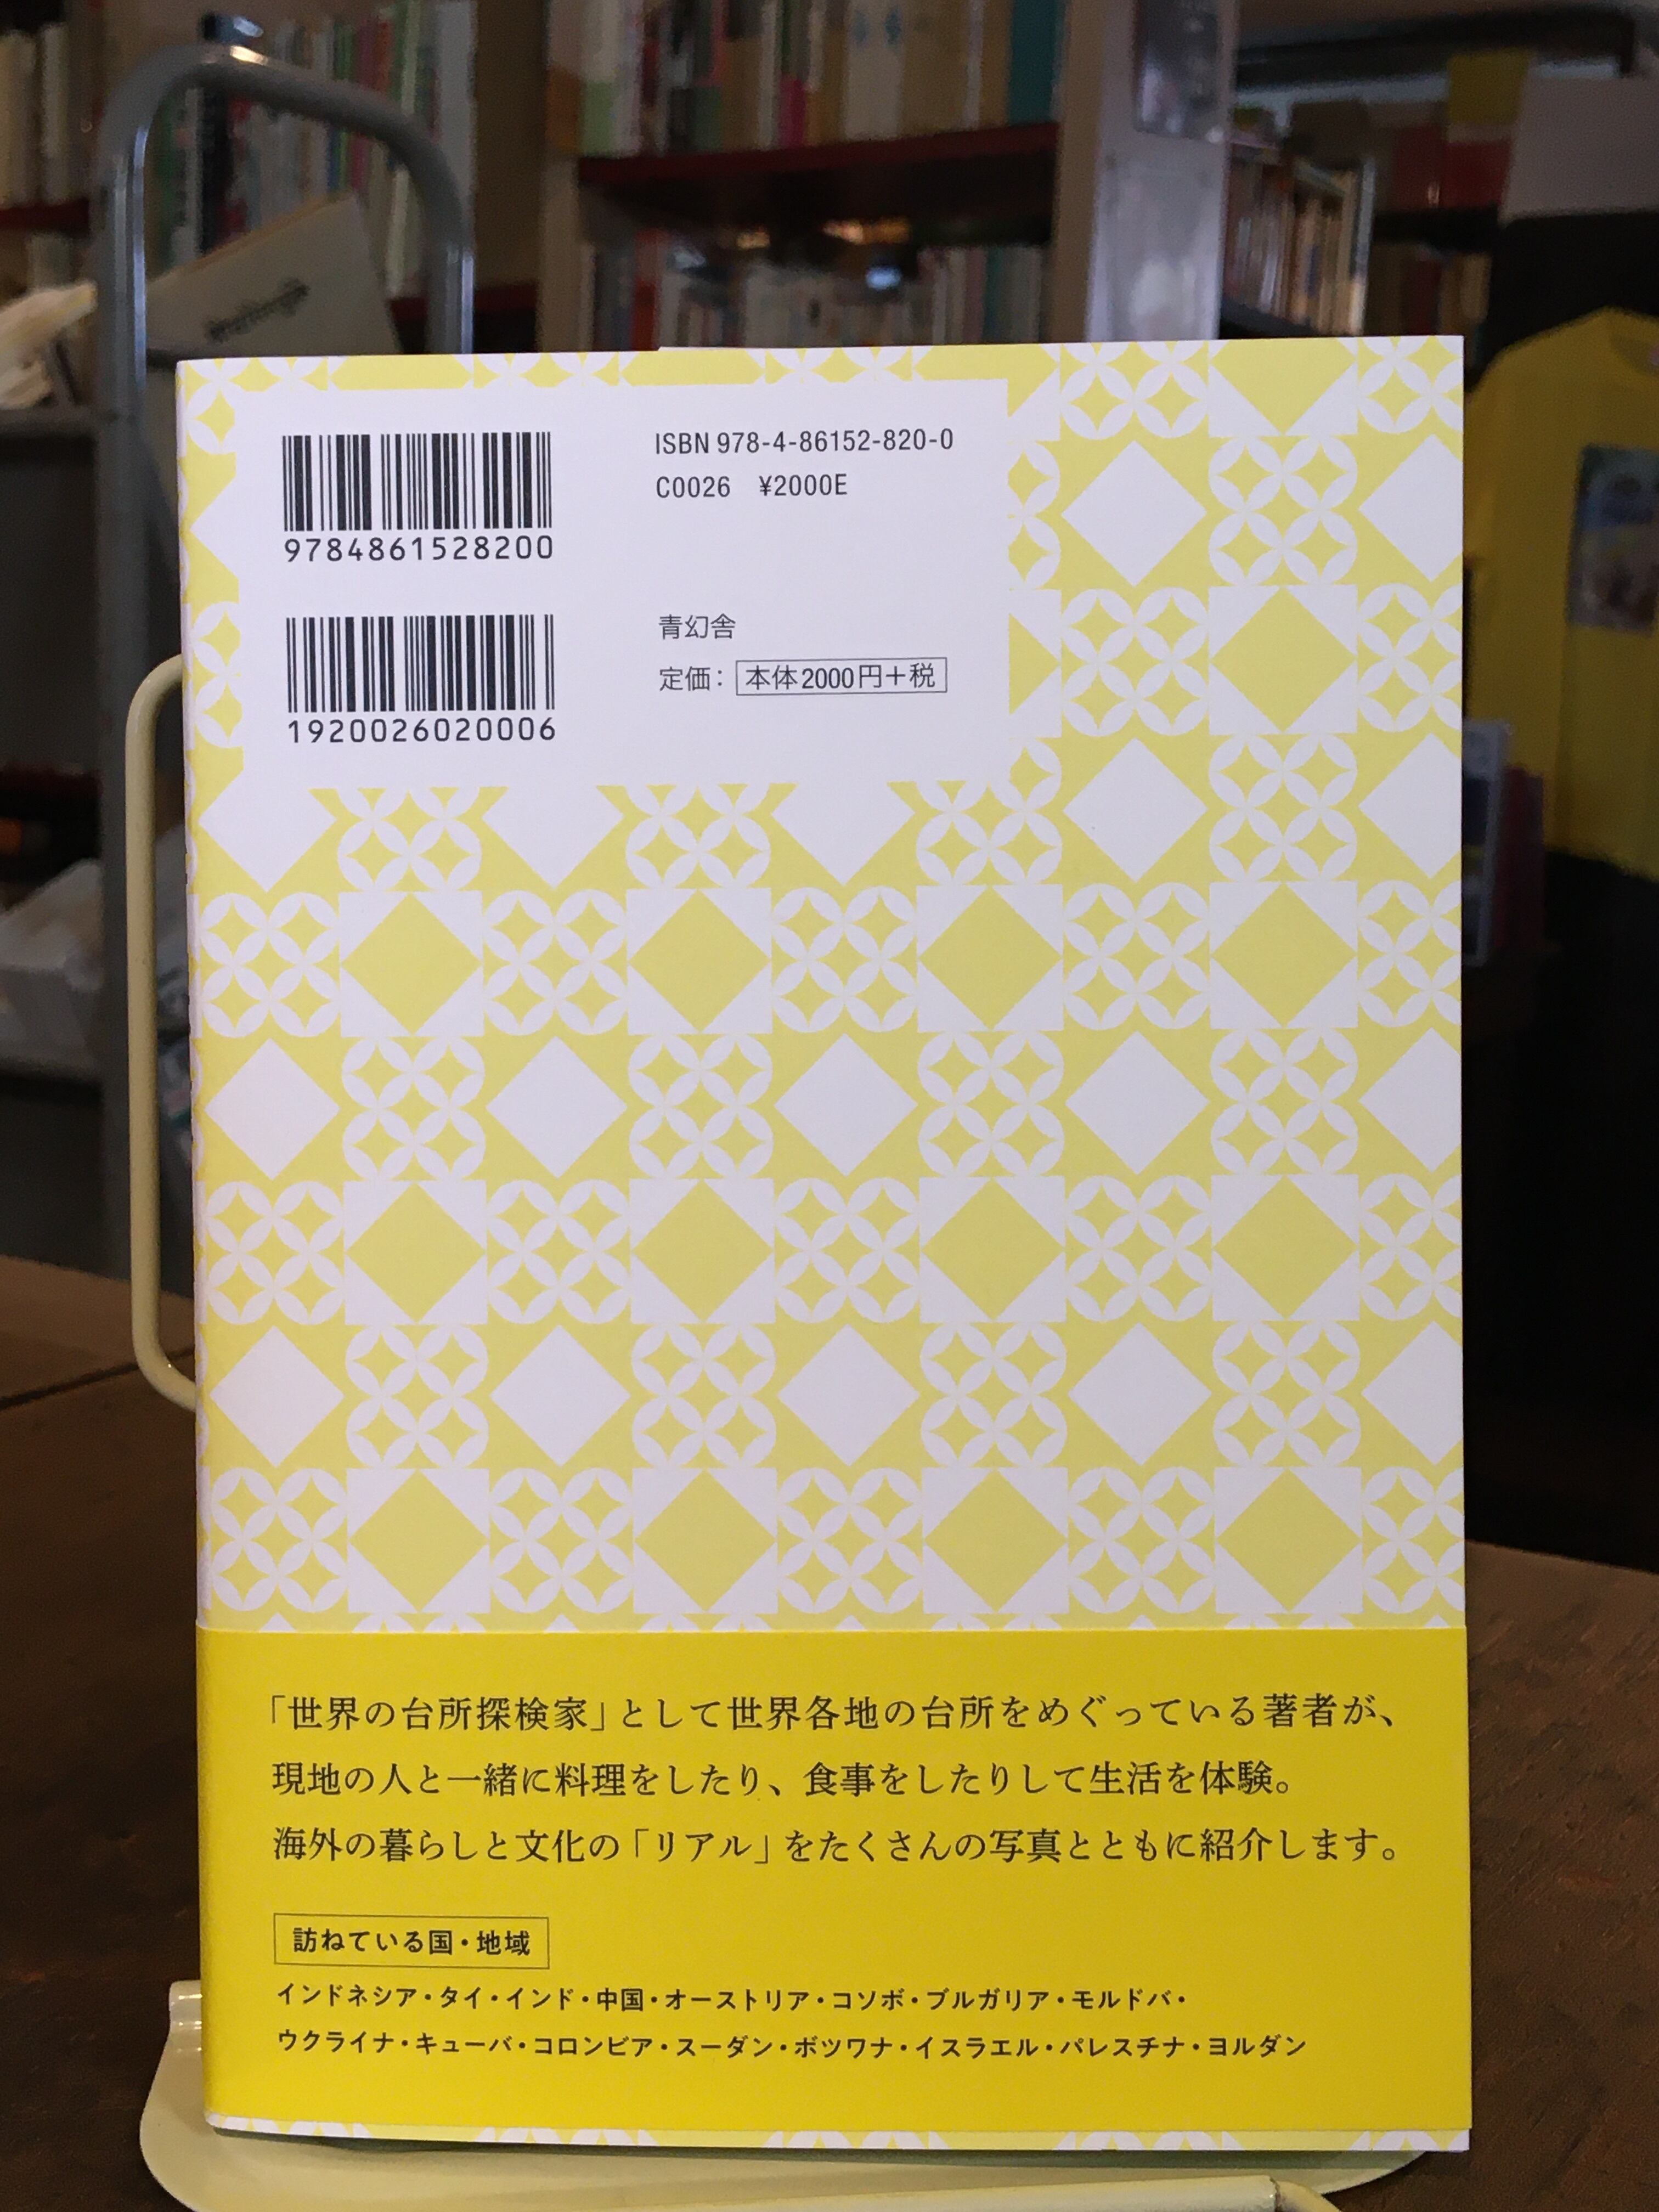 ISBN 978-4-86152-820-0
C0026 ¥2000E
9784861528200
青幻舎
定価：本体2000円＋税
1920026020006
「世界の台所探検家」として世界各地の台所をめぐっている著者が、
現地の人と一緒に料理をしたり、食事をしたりして生活を体験。
海外の暮らしと文化の「リアル」をたくさんの写真とともに紹介します。
訪ねている国・地域
インドネシア・タイ・インド・中国・オーストリア・コソボ・ブルガリア・モルドバ・
ウクライナ・キューバ・コロンビア・スーダン・ボツワナ・イスラエル・パレスチナ・ヨルダン